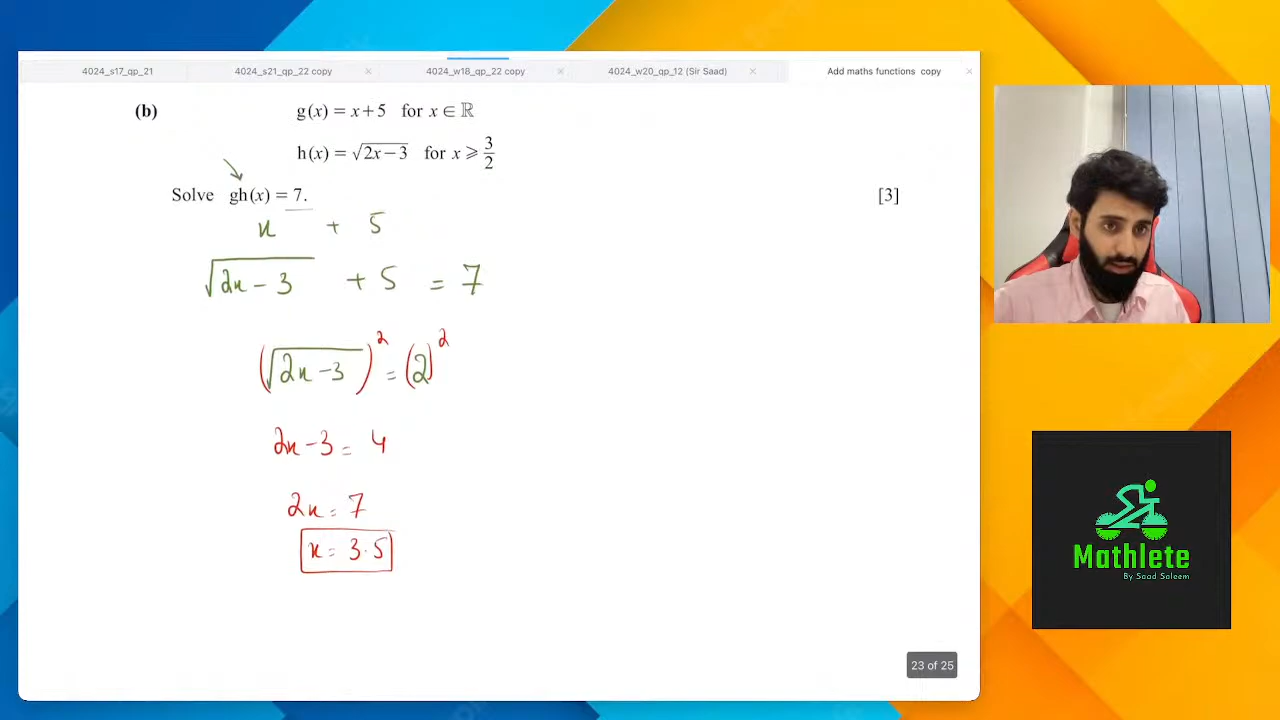 4024_s17_qp_21 4024_s21_qp_22 copy × 4024_w18_qp_22 copy × 4024_w20_qp_12 (Sir Saad) × Add maths functions copy ×
(b) g(x) = x+5 for x ∈ ℝ
h(x) = √(2x−3) for x ⩾ 3/2
Solve gh(x) = 7. [3]
x + 5
√(2x − 3) + 5 = 7
(√(2x − 3))² = (2)²
2x − 3 = 4
2x = 7
x = 3·5
23 of 25
Mathlete
By Saad Saleem